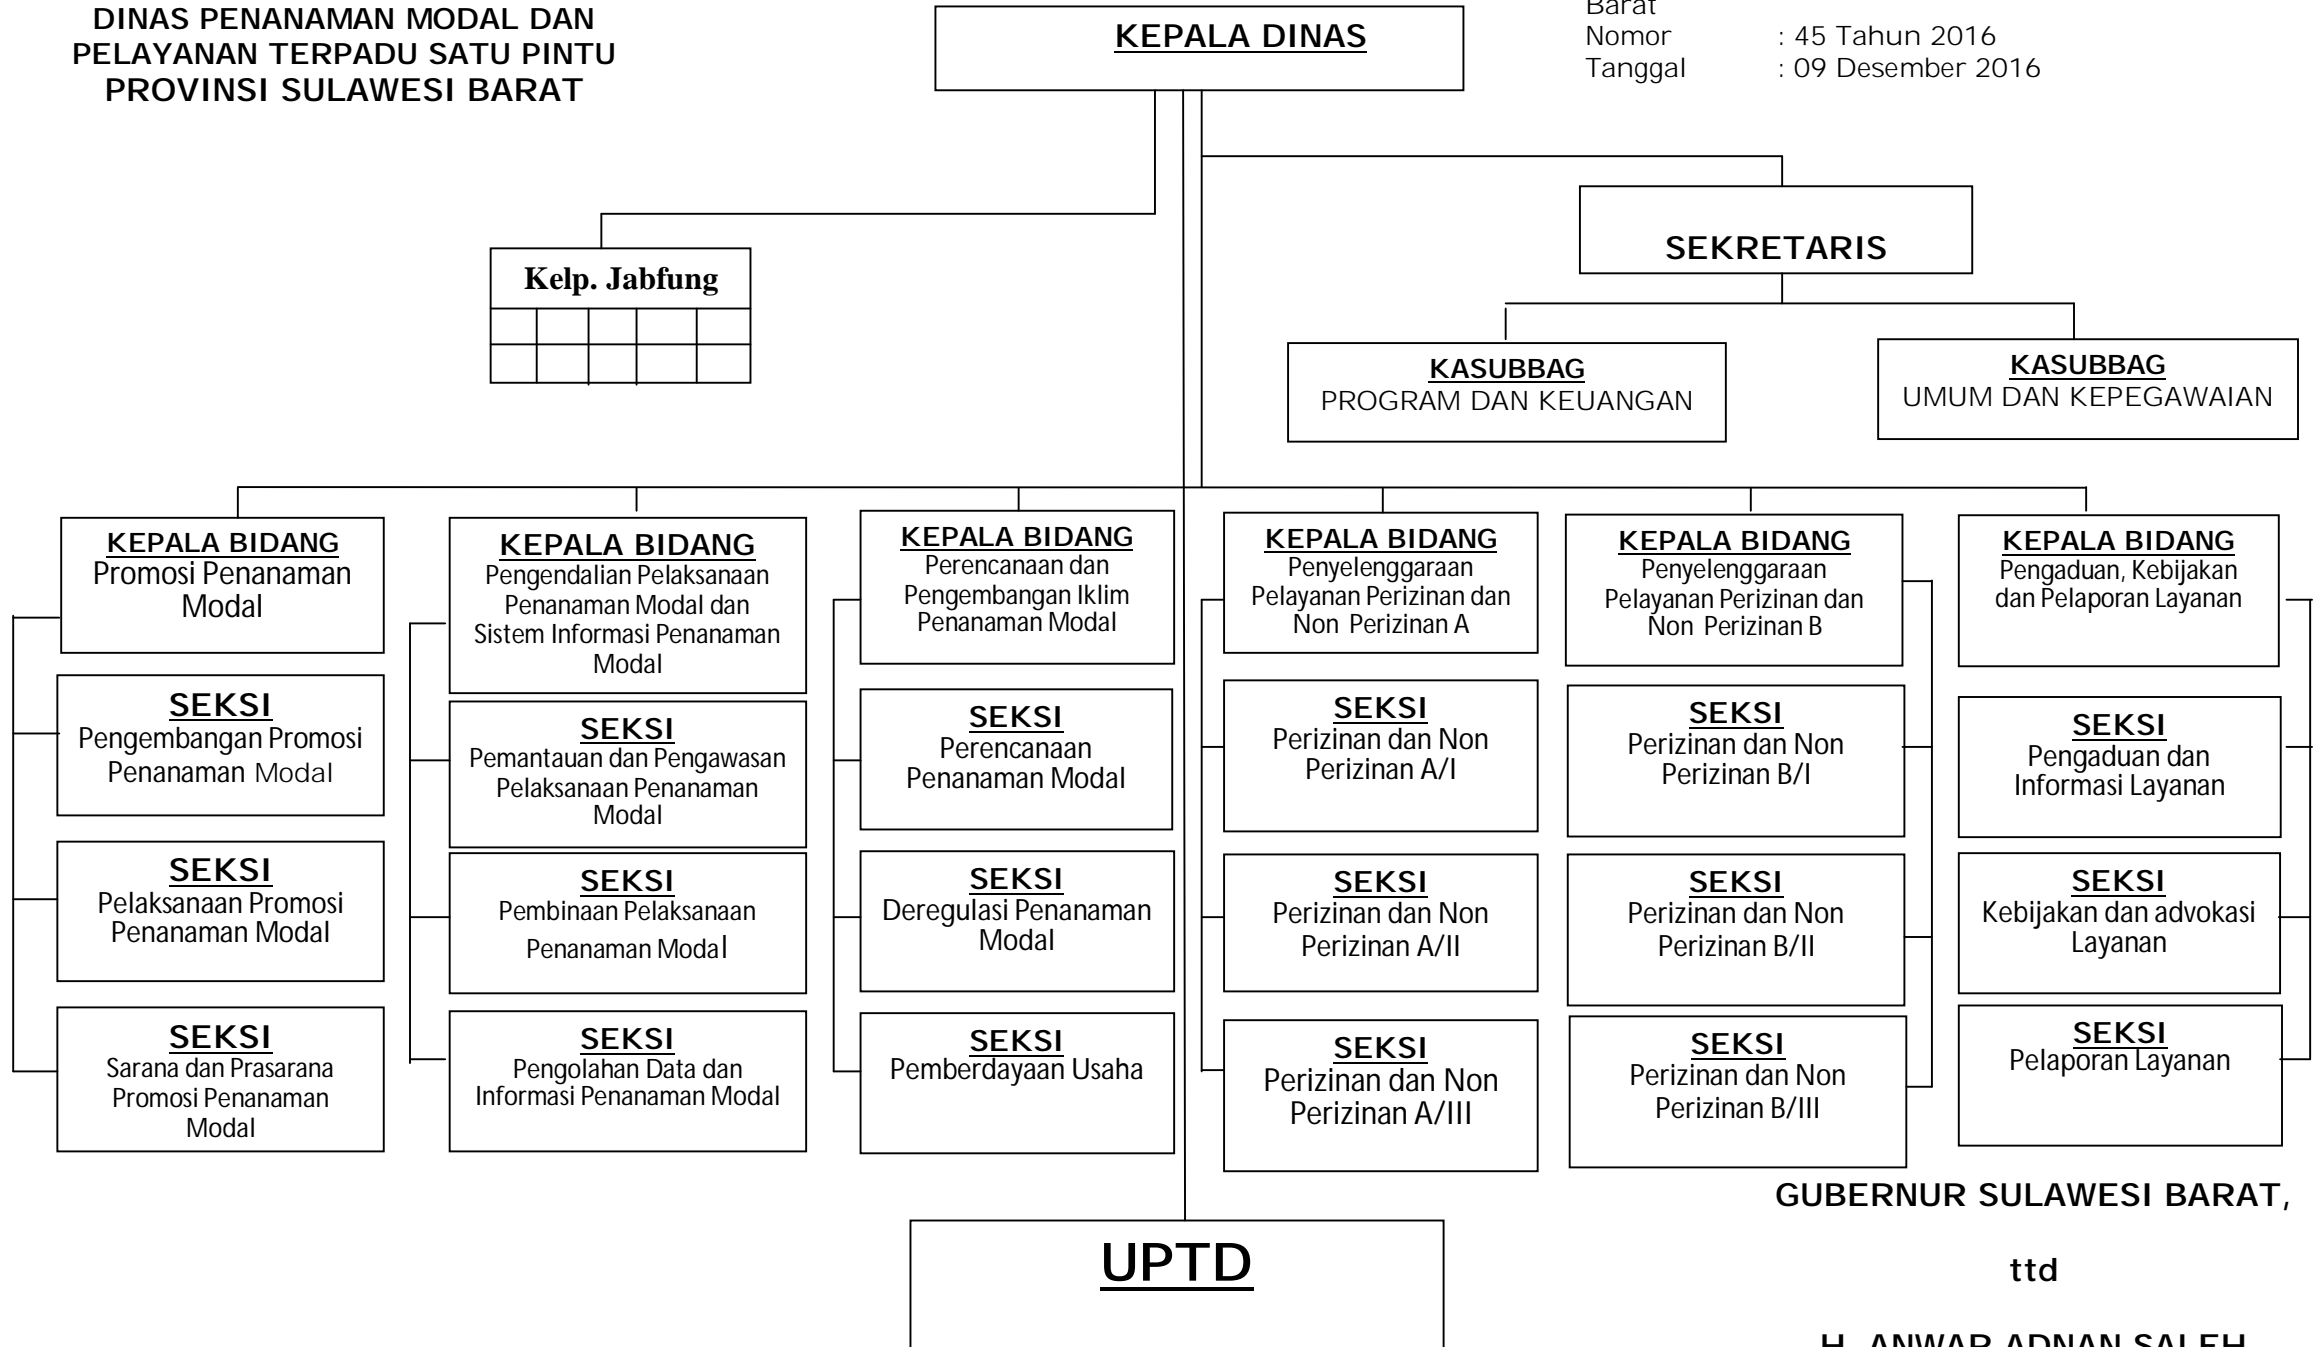 DINAS PENANAMAN MODAL DAN
PELAYANAN TERPADU SATU PINTU
PROVINSI SULAWESI BARAT
KEPALA DINAS
Barat
Nomor : 45 Tahun 2016
Tanggal : 09 Desember 2016
Kelp. Jabfung
SEKRETARIS
KASUBBAG
PROGRAM DAN KEUANGAN
KASUBBAG
UMUM DAN KEPEGAWAIAN
KEPALA BIDANG
Promosi Penanaman
Modal
SEKSI
Pengembangan Promosi
Penanaman Modal
SEKSI
Pelaksanaan Promosi
Penanaman Modal
SEKSI
Sarana dan Prasarana
Promosi Penanaman
Modal
KEPALA BIDANG
Pengendalian Pelaksanaan
Penanaman Modal dan
Sistem Informasi Penanaman
Modal
SEKSI
Pemantauan dan Pengawasan
Pelaksanaan Penanaman
Modal
SEKSI
Pembinaan Pelaksanaan
Penanaman Modal
SEKSI
Pengolahan Data dan
Informasi Penanaman Modal
KEPALA BIDANG
Perencanaan dan
Pengembangan Iklim
Penanaman Modal
SEKSI
Perencanaan
Penanaman Modal
SEKSI
Deregulasi Penanaman
Modal
SEKSI
Pemberdayaan Usaha
KEPALA BIDANG
Penyelenggaraan
Pelayanan Perizinan dan
Non Perizinan A
SEKSI
Perizinan dan Non
Perizinan A/I
SEKSI
Perizinan dan Non
Perizinan A/II
SEKSI
Perizinan dan Non
Perizinan A/III
KEPALA BIDANG
Penyelenggaraan
Pelayanan Perizinan dan
Non Perizinan B
SEKSI
Perizinan dan Non
Perizinan B/I
SEKSI
Perizinan dan Non
Perizinan B/II
SEKSI
Perizinan dan Non
Perizinan B/III
KEPALA BIDANG
Pengaduan, Kebijakan
dan Pelaporan Layanan
SEKSI
Pengaduan dan
Informasi Layanan
SEKSI
Kebijakan dan advokasi
Layanan
SEKSI
Pelaporan Layanan
UPTD
GUBERNUR SULAWESI BARAT,
ttd
H. ANWAR ADNAN SALEH